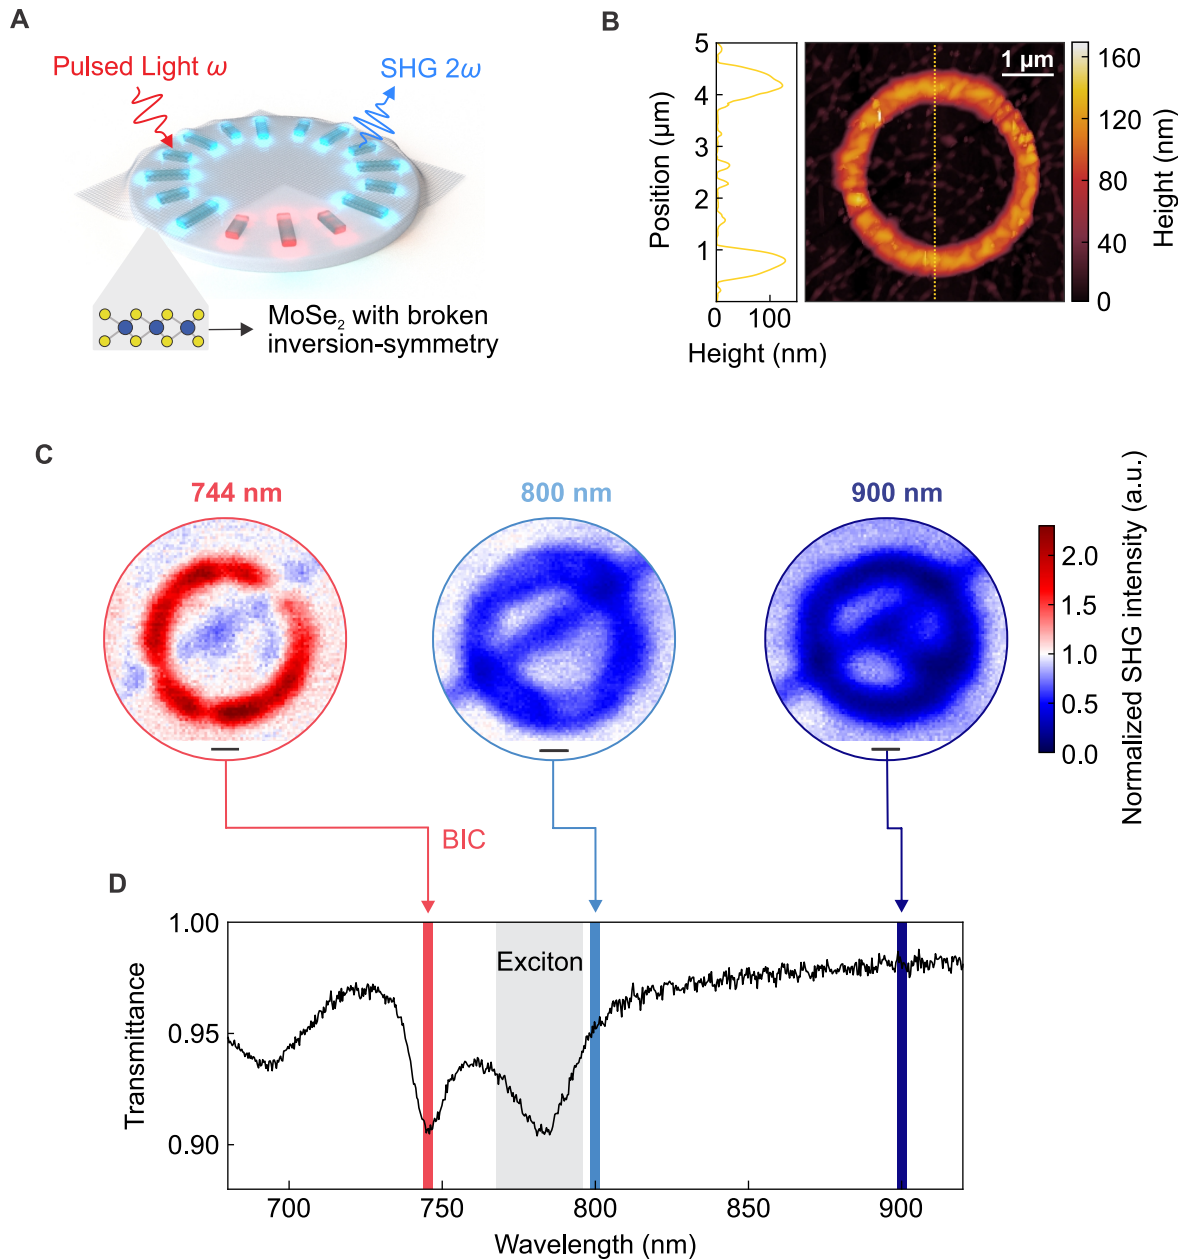 A
Pulsed Light ω
SHG 2ω
MoSe₂ with broken
inversion-symmetry
B
5
4
3
2
1
0
100
Position (μm)
Height (nm)
1 μm
160
120
80
40
0
Height (nm)
C
744 nm
800 nm
900 nm
2.0
1.5
1.0
0.5
0.0
Normalized SHG intensity (a.u.)
BIC
D
1.00
0.95
0.90
Transmittance
Exciton
700
750
800
850
900
Wavelength (nm)